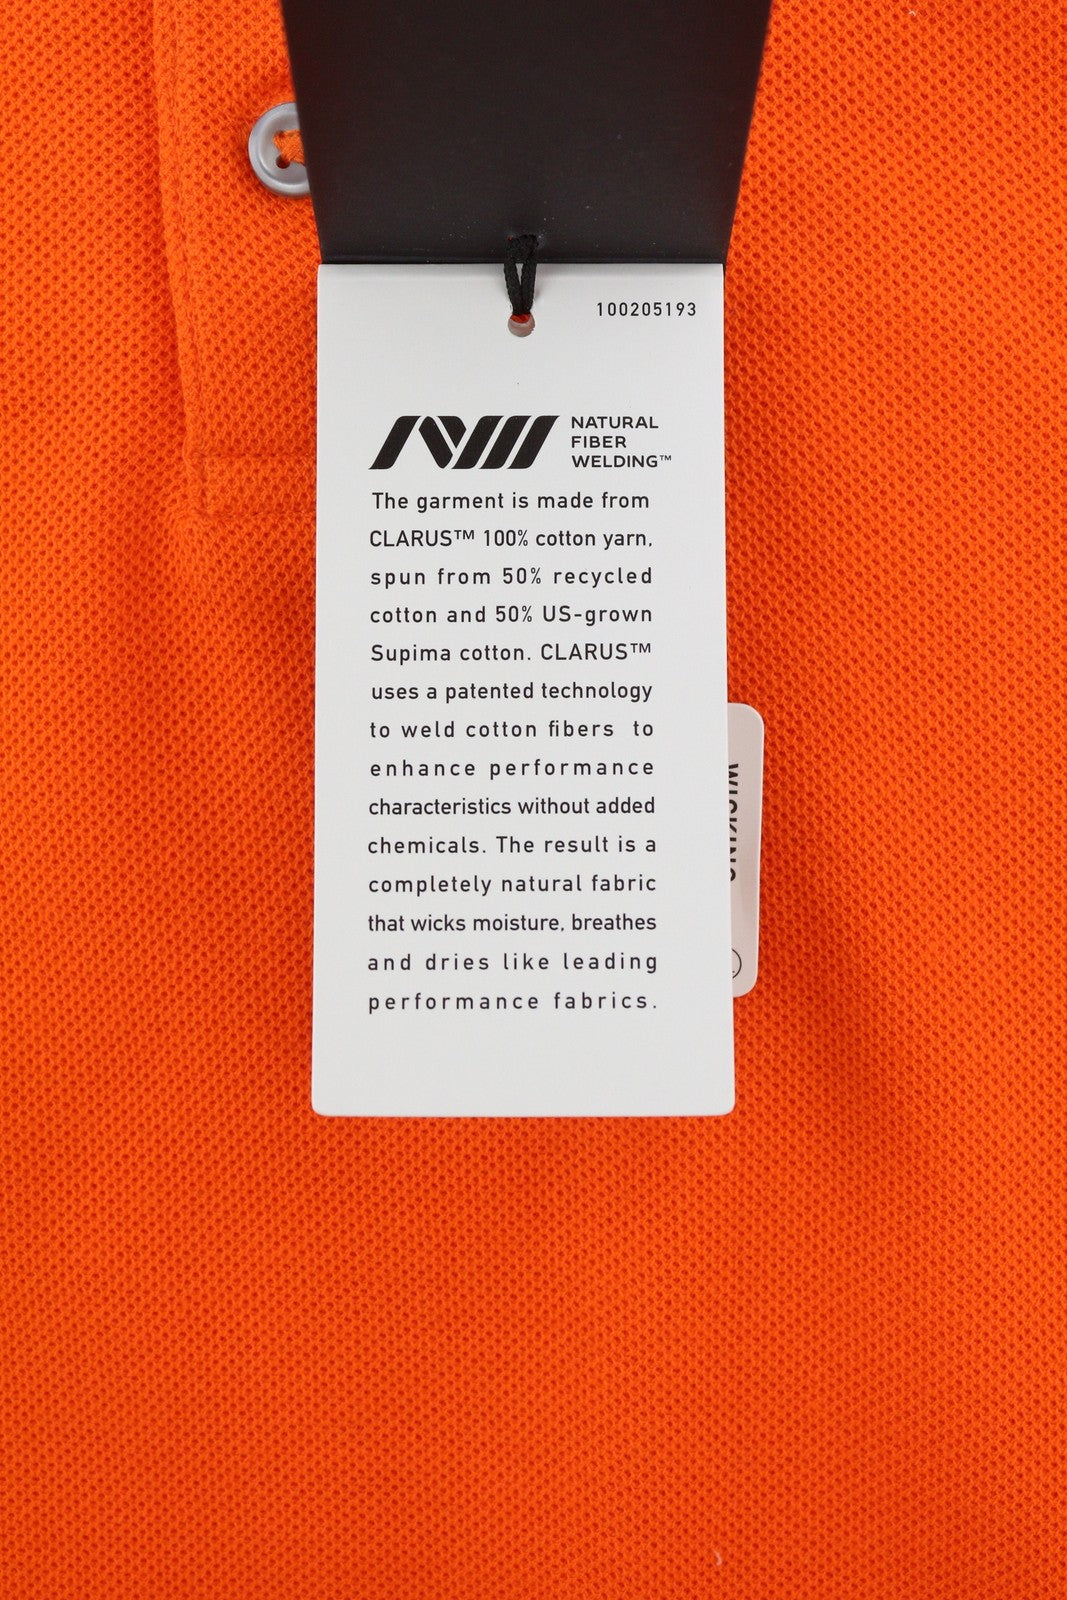 100205193
NATURAL
FIBER
WELDING™
The garment is made from
CLARUS™ 100% cotton yarn,
spun from 50% recycled
cotton and 50% US-grown
Supima cotton. CLARUS™
uses a patented technology
to weld cotton fibers to
enhance performance
characteristics without added
chemicals. The result is a
completely natural fabric
that wicks moisture, breathes
and dries like leading
performance fabrics.
WICKING